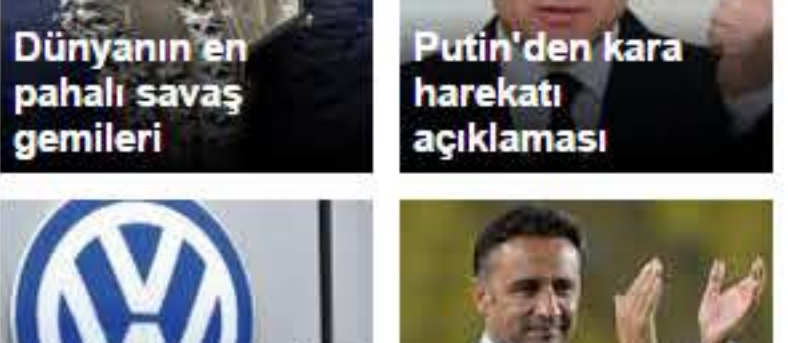 Dünyanın en
pahalı savaş
gemileri
Putin'den kara
harekatı
açıklaması